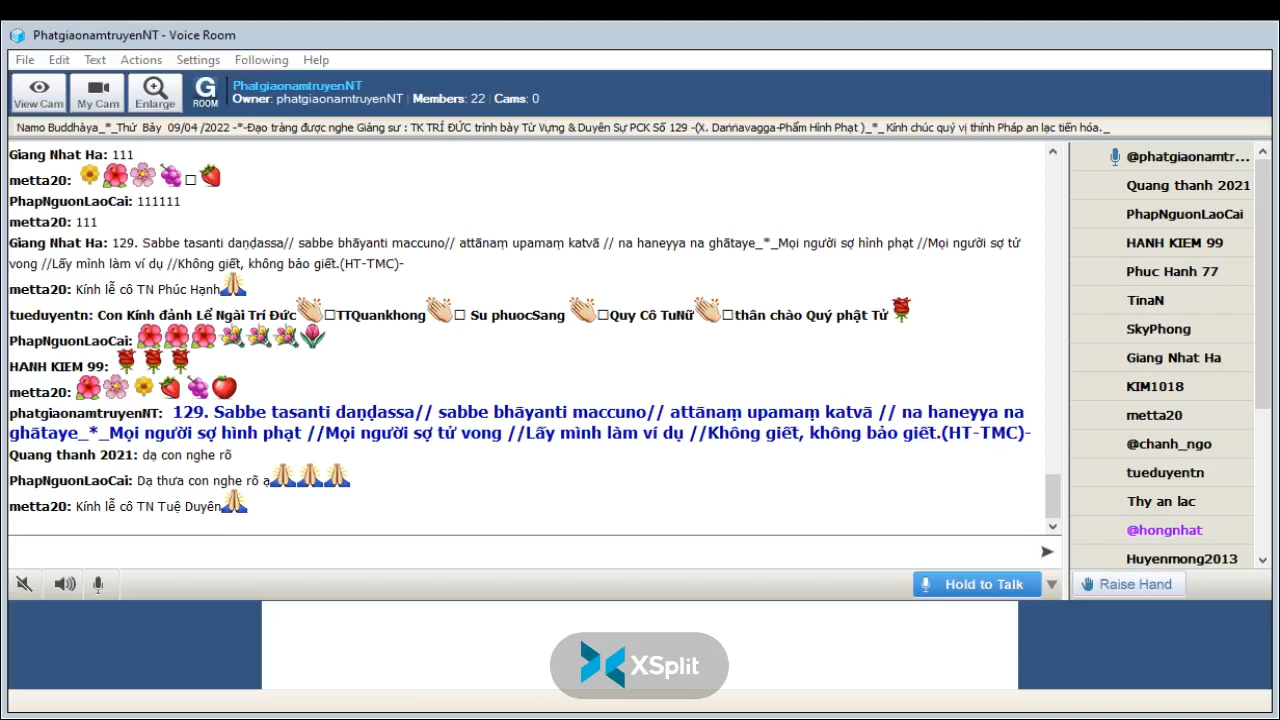 PhatgiaonamtruyenNT - Voice Room
File Edit Text Actions Settings Following Help
View Cam My Cam Enlarge G ROOM
PhatgiaonamtruyenNT
Owner: phatgiaonamtruyenNT | Members: 22 | Cams: 0
Namo Buddhàya_*_Thứ Bảy 09/04 /2022 -*-Đạo tràng được nghe Giảng sư : TK TRÍ ĐỨC trình bày Từ Vựng & Duyên Sự PCK Số 129 -(X. Daṇṇavagga-Phẩm Hình Phạt )_*_ Kính chúc quý vị thính Pháp an lạc tiến hóa._
Giang Nhat Ha: 111
metta20:
PhapNguonLaoCai: 111111
metta20: 111
Giang Nhat Ha: 129. Sabbe tasanti daṇḍassa// sabbe bhāyanti maccuno// attānaṃ upamaṃ katvā // na haneyya na ghātaye_*_Mọi người sợ hình phạt //Mọi người sợ tử
vong //Lấy mình làm ví dụ //Không giết, không bảo giết.(HT-TMC)-
metta20: Kính lễ cô TN Phúc Hạnh
tueduyentn: Con Kính đảnh Lể Ngài Trí Đức TTQuankhong Su phuocSang Quy Cô TuNữ thân chào Quý phật Tử
PhapNguonLaoCai:
HANH KIEM 99:
metta20:
phatgiaonamtruyenNT: 129. Sabbe tasanti daṇḍassa// sabbe bhāyanti maccuno// attānaṃ upamaṃ katvā // na haneyya na
ghātaye_*_Mọi người sợ hình phạt //Mọi người sợ tử vong //Lấy mình làm ví dụ //Không giết, không bảo giết.(HT-TMC)-
Quang thanh 2021: dạ con nghe rõ
PhapNguonLaoCai: Dạ thưa con nghe rõ ạ
metta20: Kính lễ cô TN Tuệ Duyên
@phatgiaonamtr...
Quang thanh 2021
PhapNguonLaoCai
HANH KIEM 99
Phuc Hanh 77
TinaN
SkyPhong
Giang Nhat Ha
KIM1018
metta20
@chanh_ngo
tueduyentn
Thy an lac
@hongnhat
Huyenmong2013
Hold to Talk
Raise Hand
XSplit